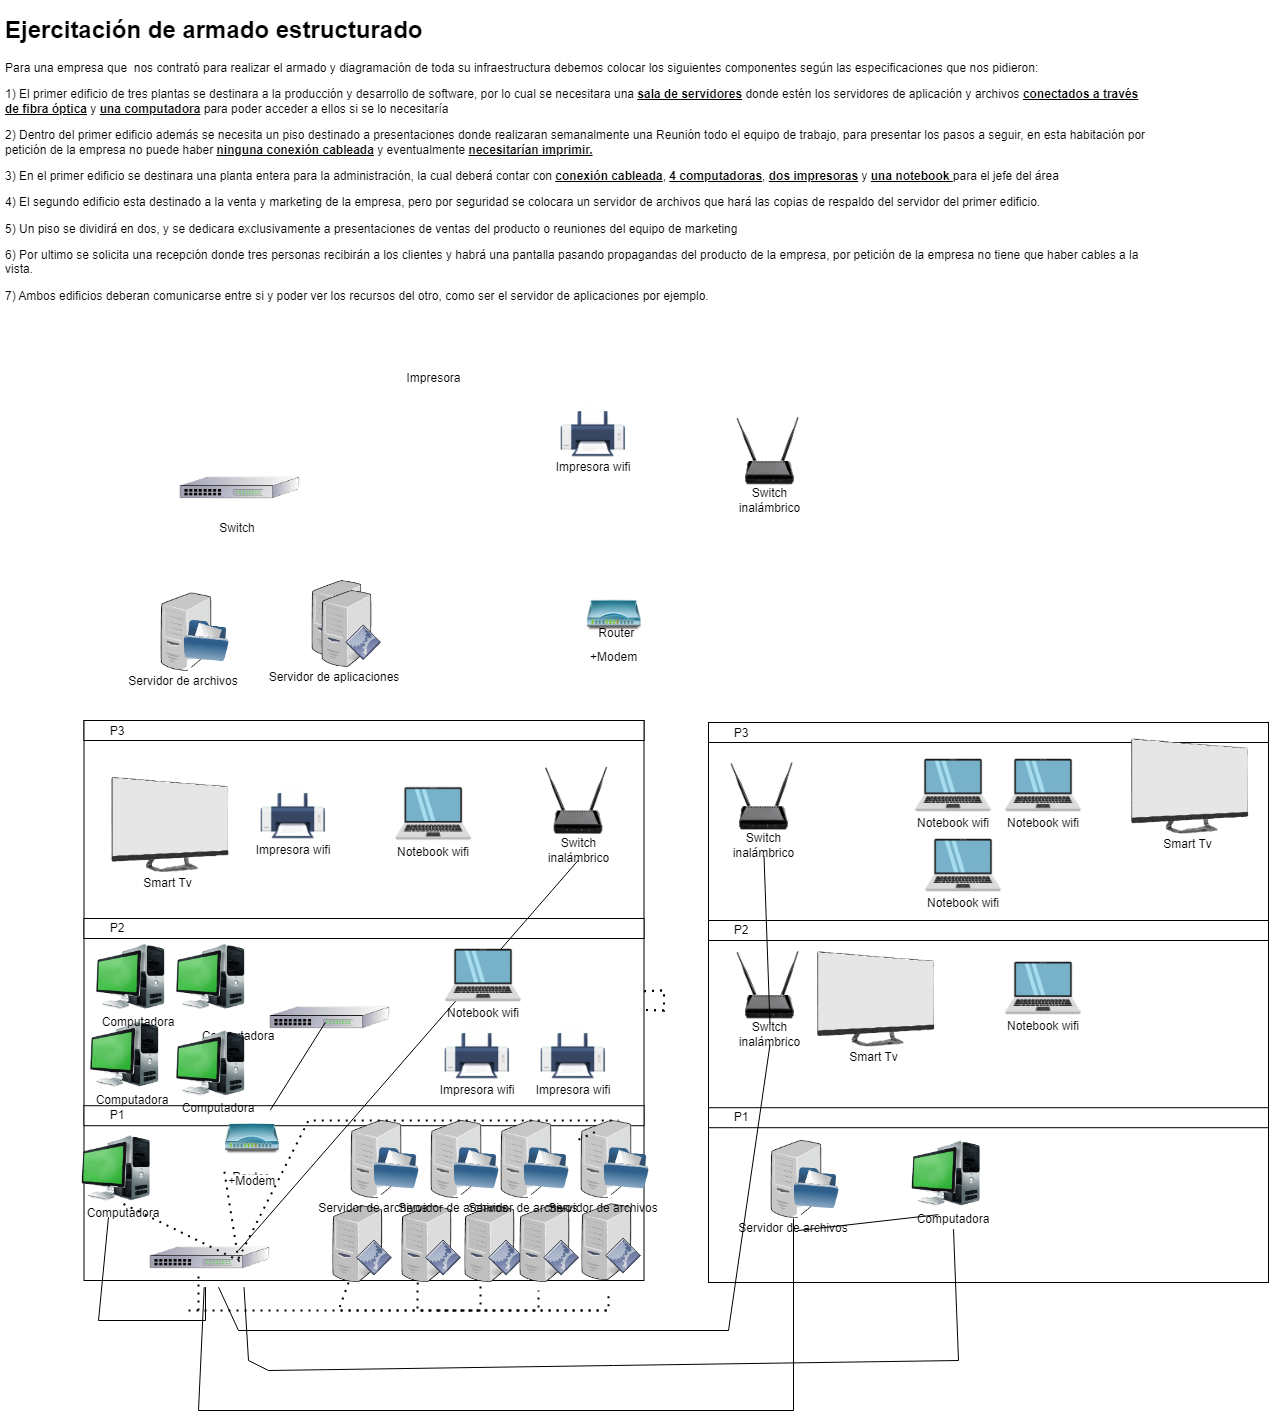 Ejercitación de armado estructurado
Para una empresa que  nos contrató para realizar el armado y diagramación de toda su infraestructura debemos colocar los siguientes componentes según las especificaciones que nos pidieron:
1) El primer edificio de tres plantas se destinara a la producción y desarrollo de software, por lo cual se necesitara una sala de servidores donde estén los servidores de aplicación y archivos conectados a través
de fibra óptica y una computadora para poder acceder a ellos si se lo necesitaría
2) Dentro del primer edificio además se necesita un piso destinado a presentaciones donde realizaran semanalmente una Reunión todo el equipo de trabajo, para presentar los pasos a seguir, en esta habitación por
petición de la empresa no puede haber ninguna conexión cableada y eventualmente necesitarían imprimir.
3) En el primer edificio se destinara una planta entera para la administración, la cual deberá contar con conexión cableada, 4 computadoras, dos impresoras y una notebook para el jefe del área
4) El segundo edificio esta destinado a la venta y marketing de la empresa, pero por seguridad se colocara un servidor de archivos que hará las copias de respaldo del servidor del primer edificio.
5) Un piso se dividirá en dos, y se dedicara exclusivamente a presentaciones de ventas del producto o reuniones del equipo de marketing
6) Por ultimo se solicita una recepción donde tres personas recibirán a los clientes y habrá una pantalla pasando propagandas del producto de la empresa, por petición de la empresa no tiene que haber cables a la
vista.
7) Ambos edificios deberan comunicarse entre si y poder ver los recursos del otro, como ser el servidor de aplicaciones por ejemplo.
Impresora
Impresora wifi
Switch
inalámbrico
Switch
Servidor de archivos
Servidor de aplicaciones
Router
+Modem
P3
Smart Tv
Impresora wifi
Notebook wifi
Switch
inalámbrico
P2
Computadora
Computadora
Computadora
Computadora
Notebook wifi
Impresora wifi
Impresora wifi
P1
Computadora
+Modem
Servidor de archivos
Servidor de archivos
Servidor de archivos
Servidor de archivos
P3
Switch
inalámbrico
Notebook wifi
Notebook wifi
Notebook wifi
Smart Tv
P2
Switch
inalámbrico
Smart Tv
Notebook wifi
P1
Servidor de archivos
Computadora